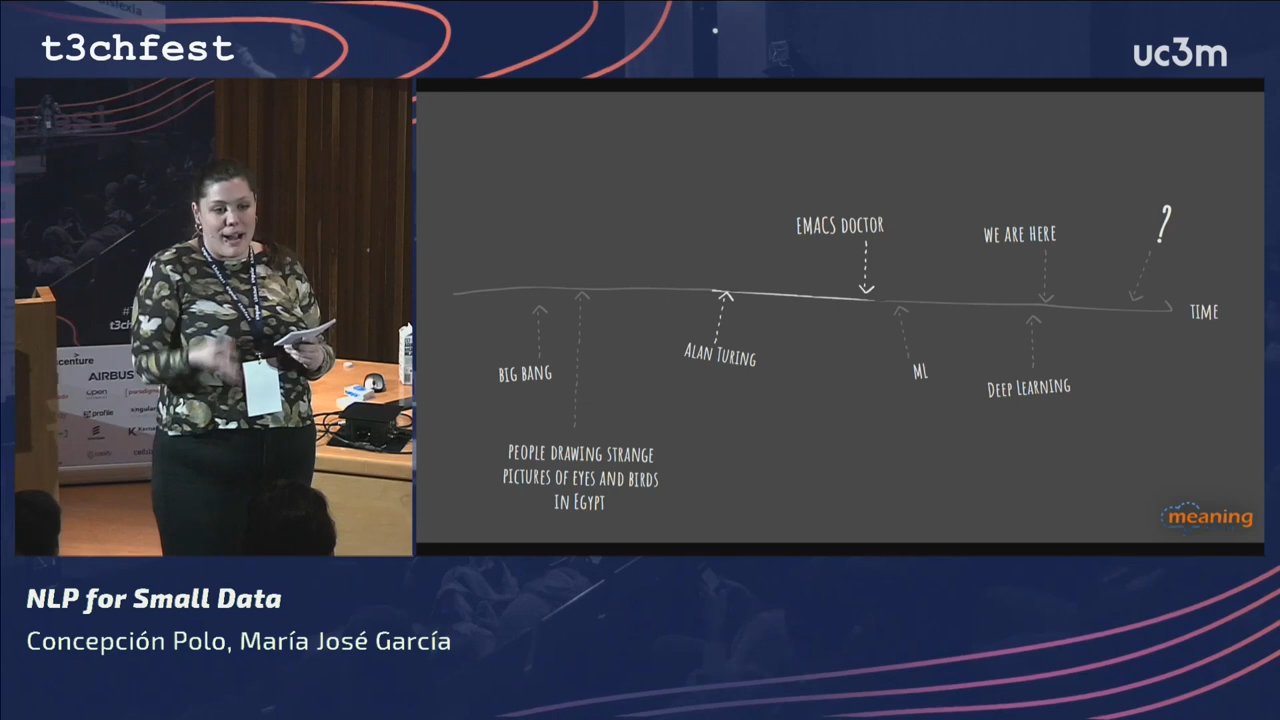 t3chfest
uc3m
EMACS DOCTOR
WE ARE HERE
?
TIME
BIG BANG
ALAN TURING
ML
DEEP LEARNING
PEOPLE DRAWING STRANGE
PICTURES OF EYES AND BIRDS
IN EGYPT
meaning
AIRBUS
NLP for Small Data
Concepción Polo, María José García